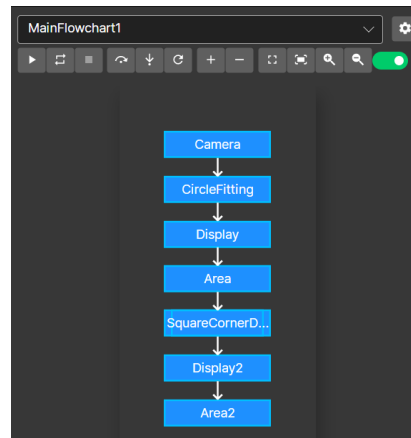 MainFlowchart1
Camera
CircleFitting
Display
Area
SquareCornerD...
Display2
Area2